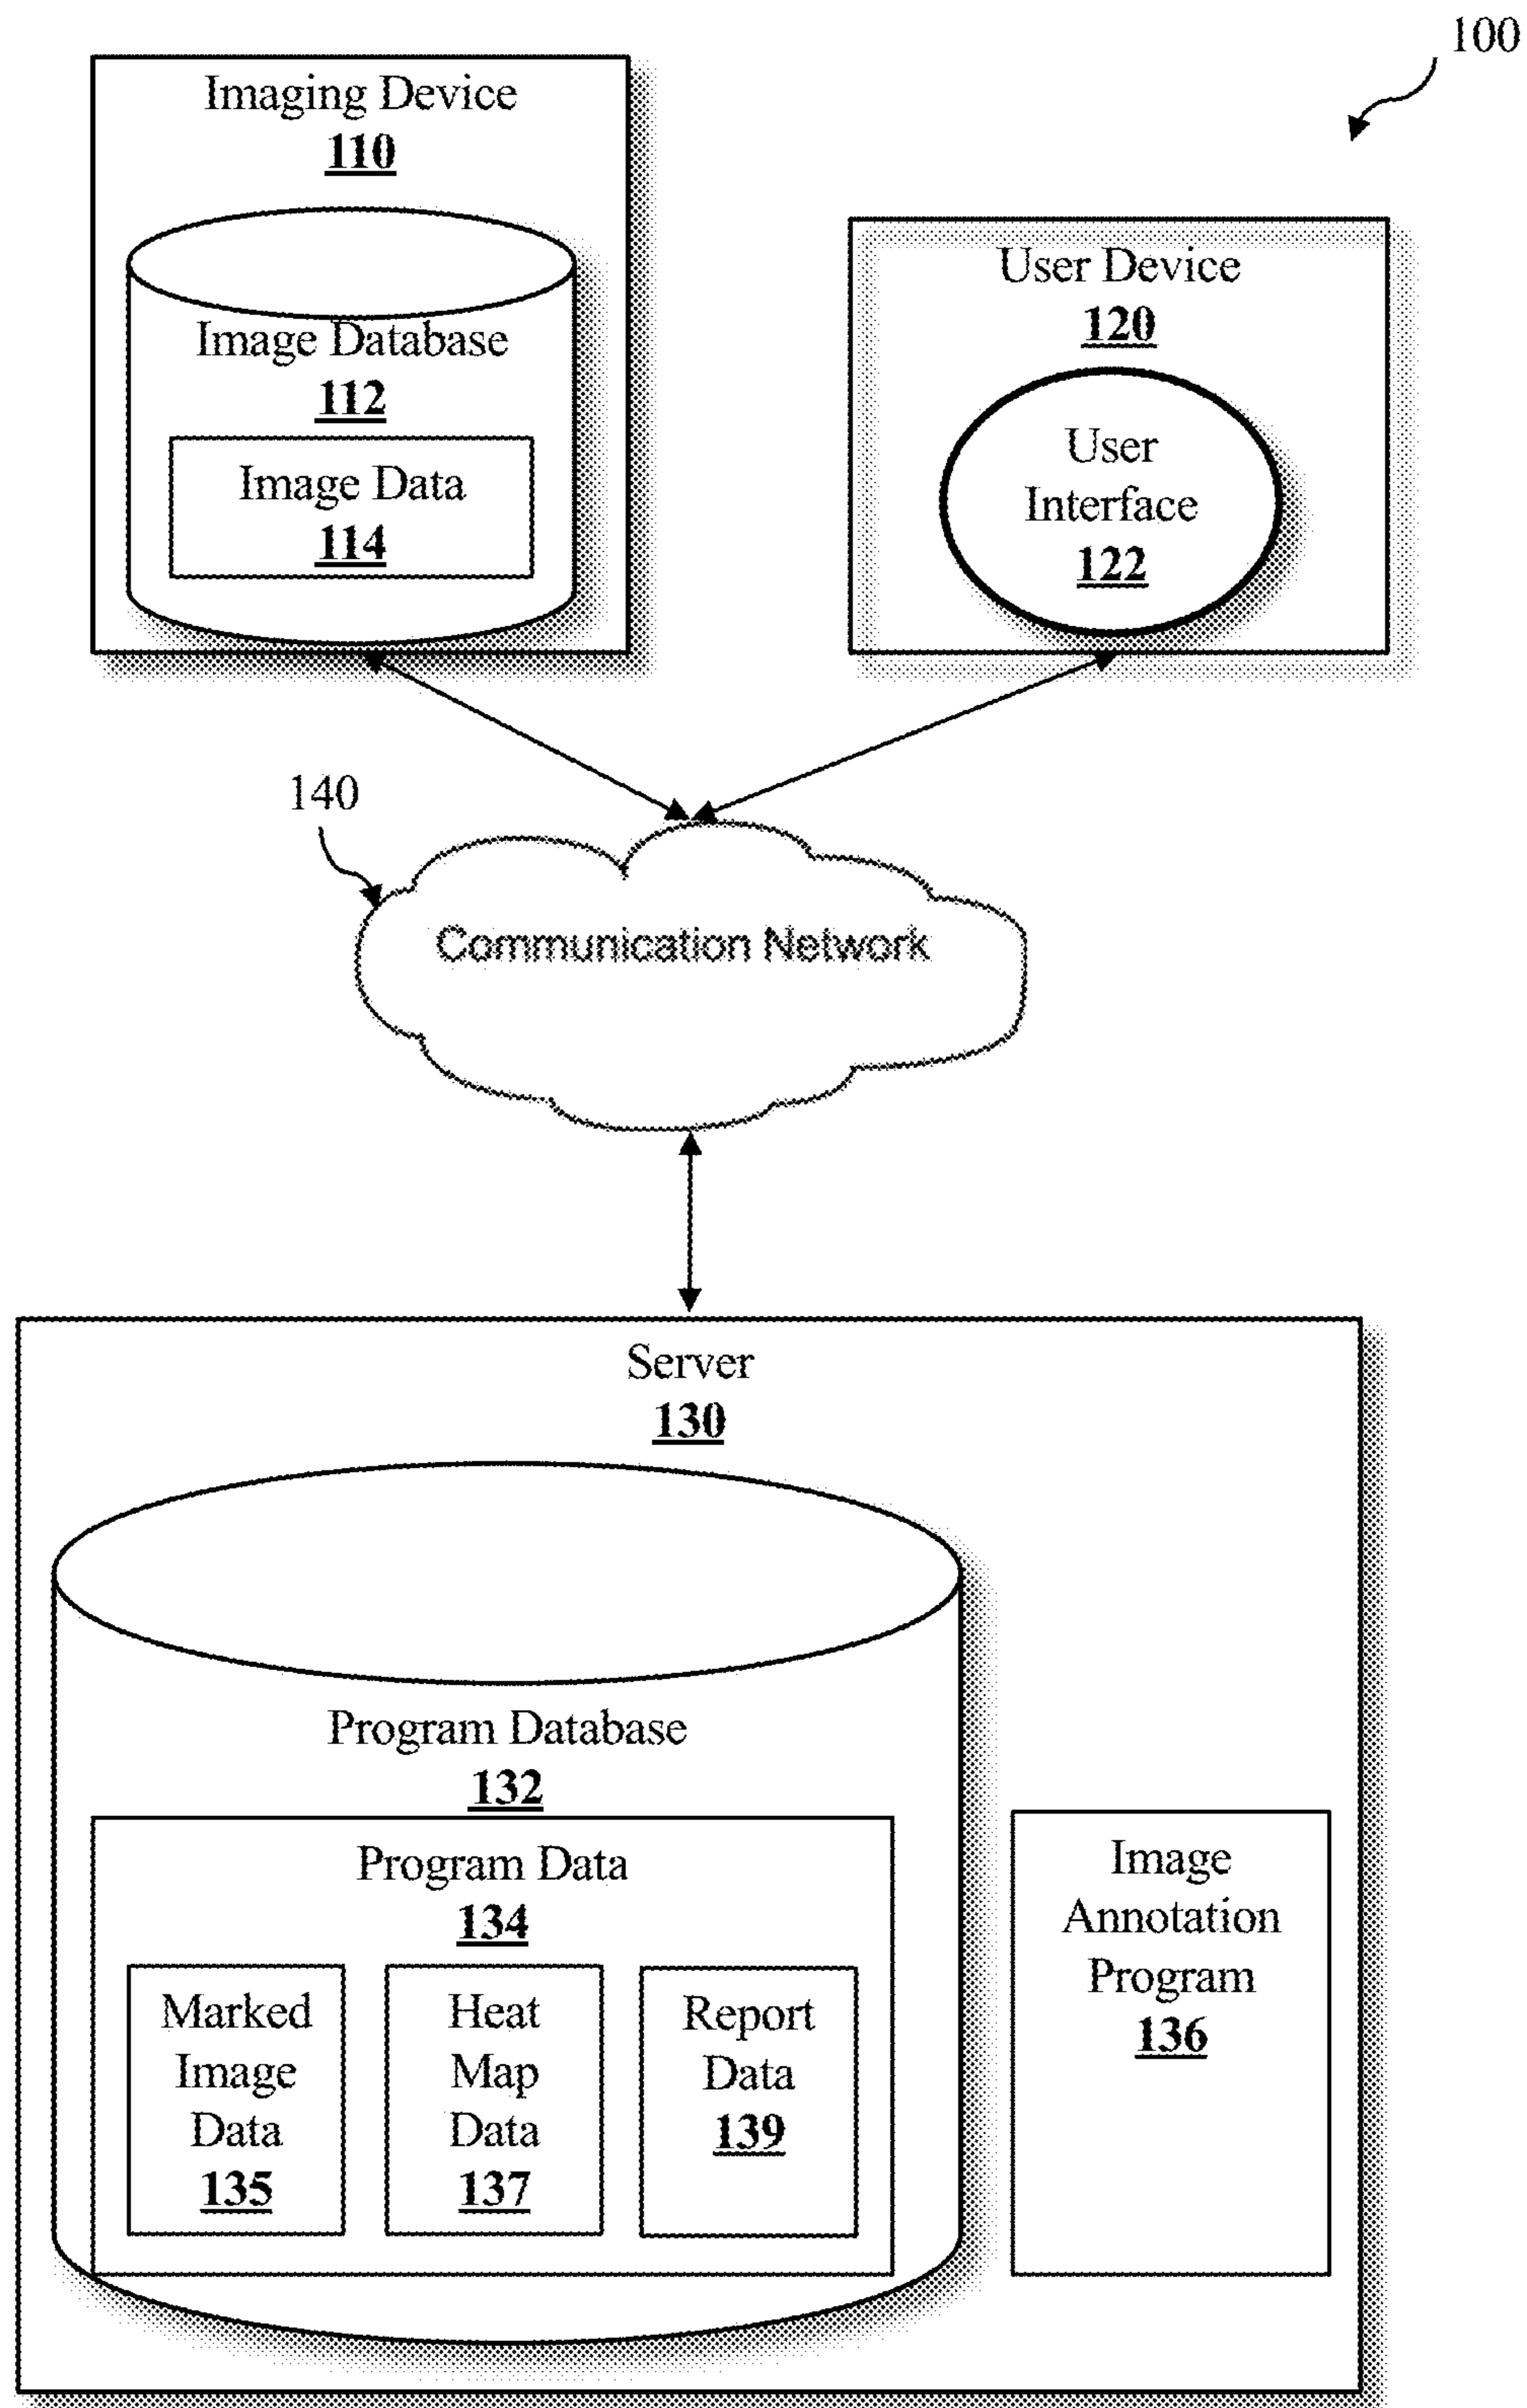 100
Imaging Device
110
Image Database
112
Image Data
114
User Device
120
User
Interface
122
140
Communication Network
Server
130
Program Database
132
Program Data
134
Marked
Image
Data
135
Heat
Map
Data
137
Report
Data
139
Image
Annotation
Program
136